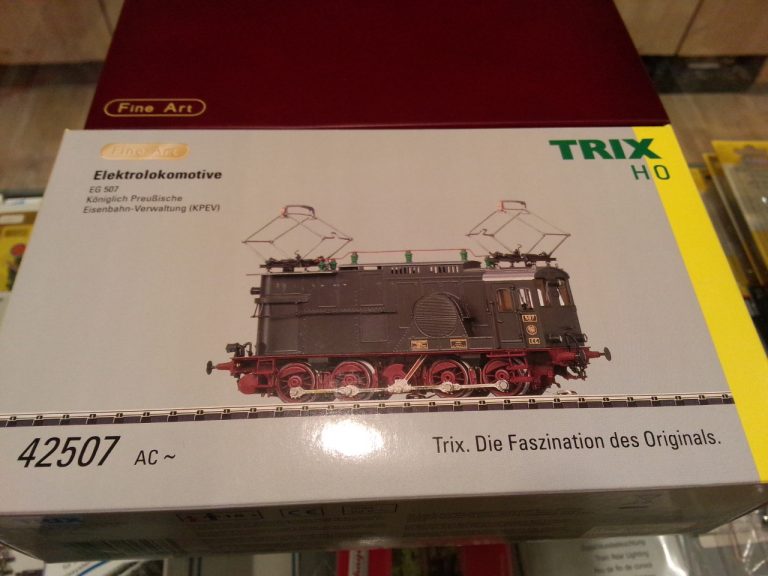 Fine Art
Fine Art
TRIX
H0
Elektrolokomotive
EG 507
Königlich Preußische
Eisenbahn-Verwaltung (KPEV)
507
42507 AC ~
Trix. Die Faszination des Originals.